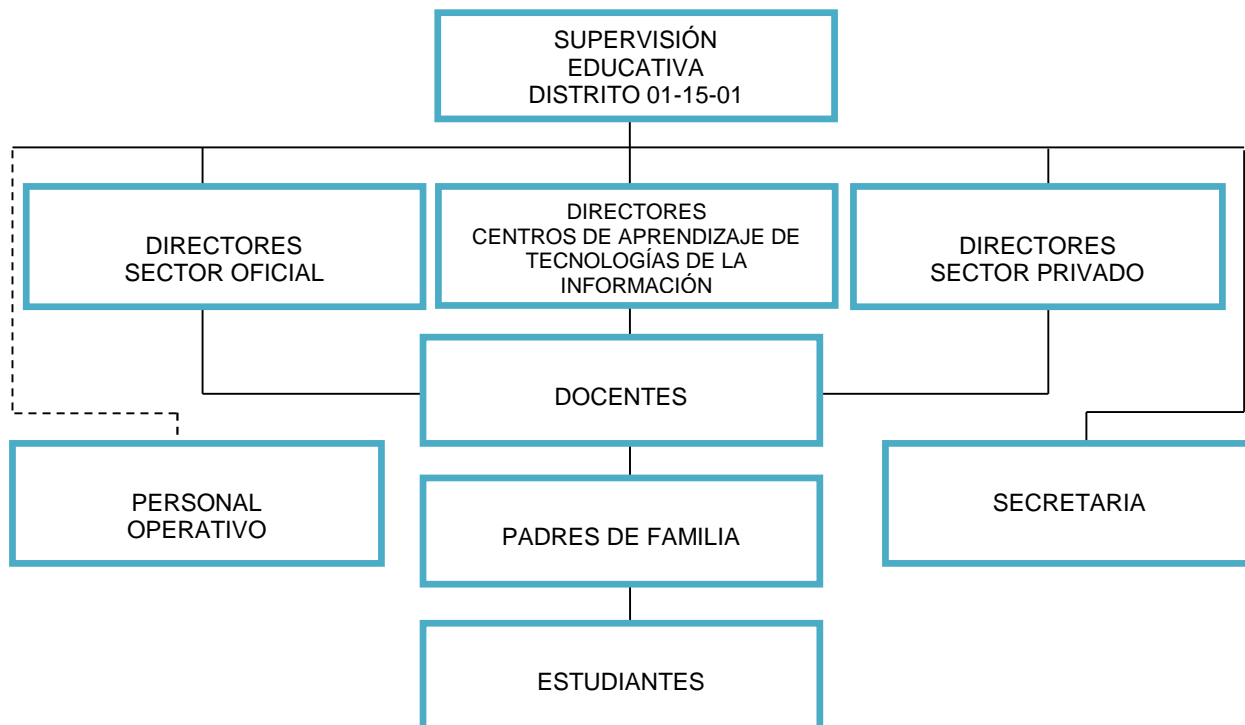 SUPERVISIÓN
EDUCATIVA
DISTRITO 01-15-01
DIRECTORES
SECTOR OFICIAL
DIRECTORES
CENTROS DE APRENDIZAJE DE
TECNOLOGÍAS DE LA
INFORMACIÓN
DIRECTORES
SECTOR PRIVADO
DOCENTES
PERSONAL
OPERATIVO
SECRETARIA
PADRES DE FAMILIA
ESTUDIANTES